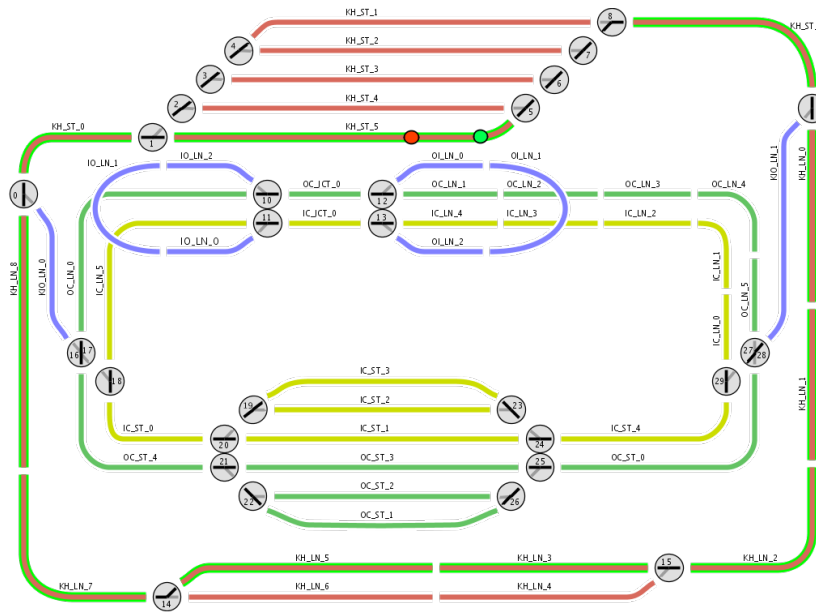 KH_ST_1
8
KH_ST_
4
KH_ST_2
7
3
KH_ST_3
6
2
KH_ST_4
5
KH_ST_0
1
KH_ST_5
IO_LN_1
IO_LN_2
OI_LN_0
OI_LN_1
KIO_LN_1
KH_LN_0
0
10
OC_JCT_0
12
OC_LN_1
OC_LN_2
OC_LN_3
OC_LN_4
11
IC_JCT_0
13
IC_LN_4
IC_LN_3
IC_LN_2
IO_LN_0
OI_LN_2
KH_LN_8
KIO_LN_0
OC_LN_0
IC_LN_5
IC_LN_1
OC_LN_5
IC_LN_0
16
17
27
28
18
IC_ST_3
29
KH_LN_1
19
IC_ST_2
23
IC_ST_0
20
IC_ST_1
24
IC_ST_4
OC_ST_4
21
OC_ST_3
25
OC_ST_0
22
OC_ST_2
26
OC_ST_1
KH_LN_5
KH_LN_3
15
KH_LN_2
KH_LN_7
14
KH_LN_6
KH_LN_4